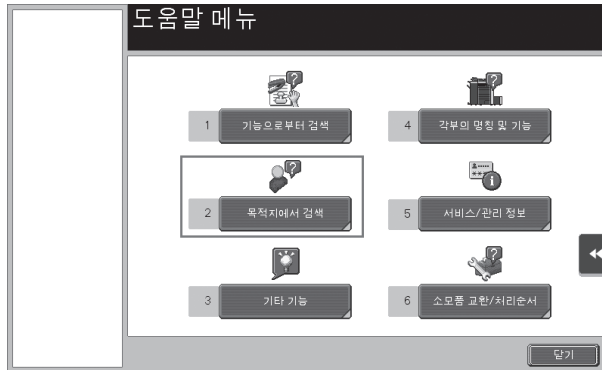 도움말 메뉴
1 기능으로부터 검색
4 각부의 명칭 및 기능
2 목적지에서 검색
5 서비스/관리 정보
3 기타 기능
6 소모품 교환/처리순서
닫기